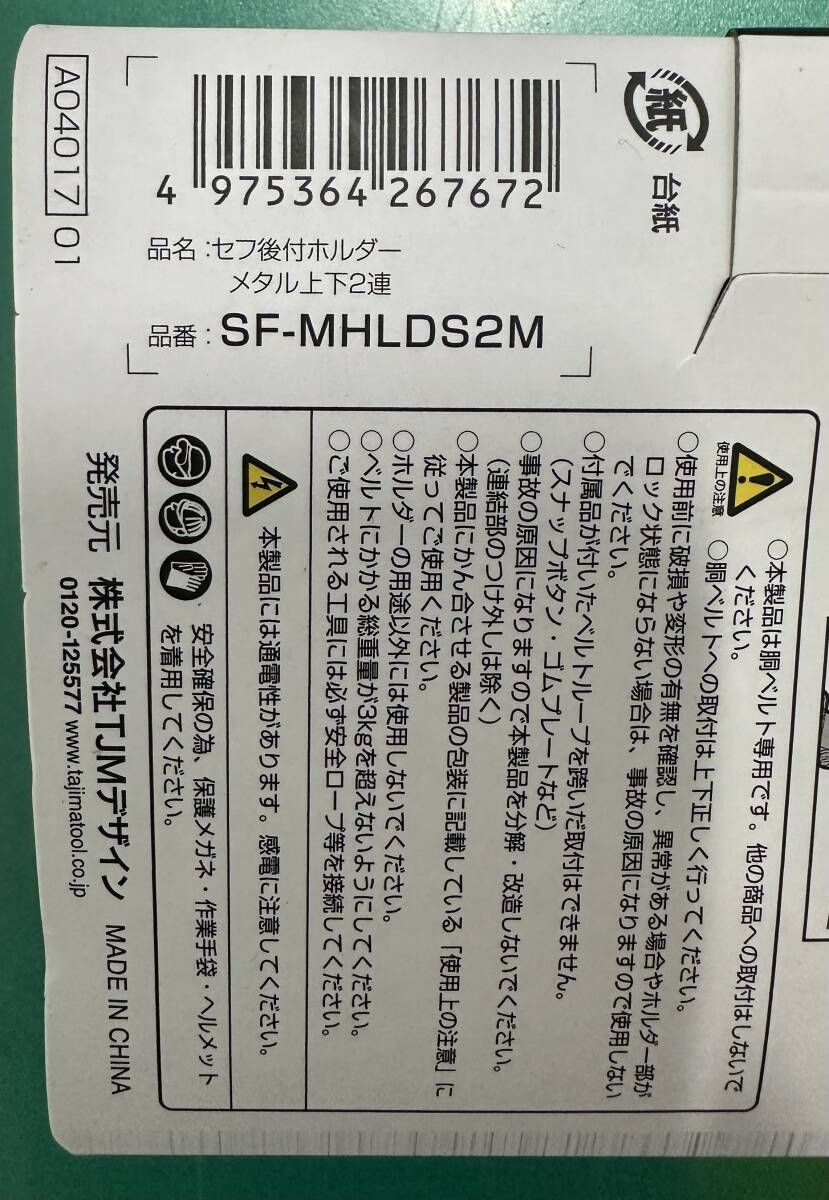 A04017 01
4 975364 267672
品名:セフ後付ホルダー
メタル上下2連
品番:SF-MHLDS2M
紙
台紙
使用上の注意
○本製品は胴ベルト専用です。他の商品への取付はしないで
ください。
○胴ベルトへの取付は上下正しく行ってください。
○使用前に破損や変形の有無を確認し、異常がある場合やホルダー部が
ロック状態にならない場合は、事故の原因になりますので使用しない
でください。
○付属品が付いたベルトループを跨いだ取付はできません。
(スナップボタン・ゴムプレートなど)
○事故の原因になりますので本製品を分解・改造しないでください。
(連結部のつけ外しは除く)
○本製品にかん合させる製品の包装に記載している「使用上の注意」に
従ってご使用ください。
○ホルダーの用途以外には使用しないでください。
○ベルトにかかる総重量が3kgを超えないようにしてください。
○ご使用される工具には必ず安全ロープ等を接続してください。
本製品には通電性があります。感電に注意してください。
安全確保の為、保護メガネ・作業手袋・ヘルメット
を着用してください。
発売元 株式会社TJMデザイン MADE IN CHINA
0120-125577 www.tajimatool.co.jp